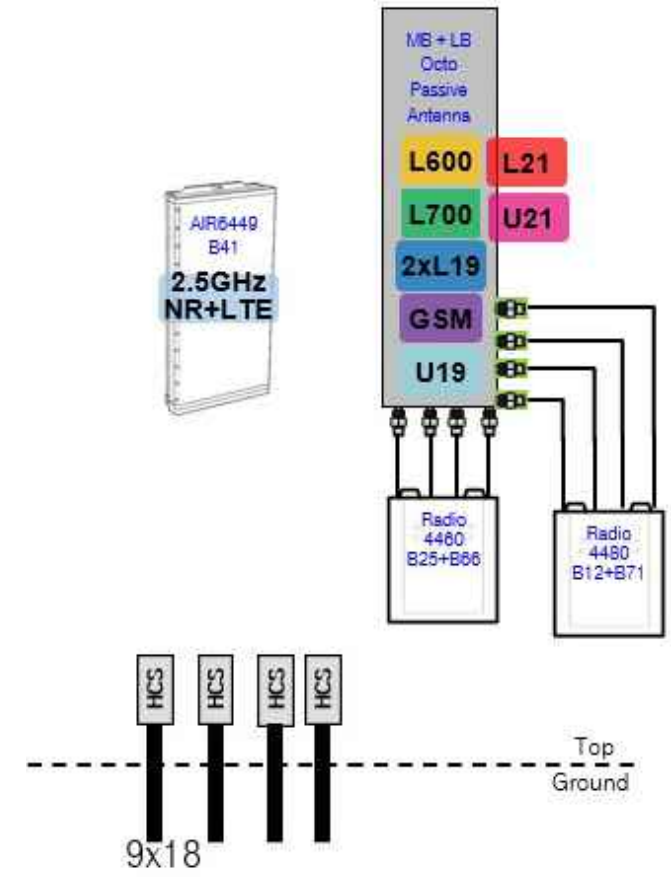 MB + LB
Octo
Passive
Antenna
L600
L21
L700
U21
2xL19
GSM
U19
AIR6449
B41
2.5GHz
NR+LTE
Radio
4460
B25+B66
Radio
4480
B12+B71
HCS
HCS
HCS
HCS
Top
Ground
9x18